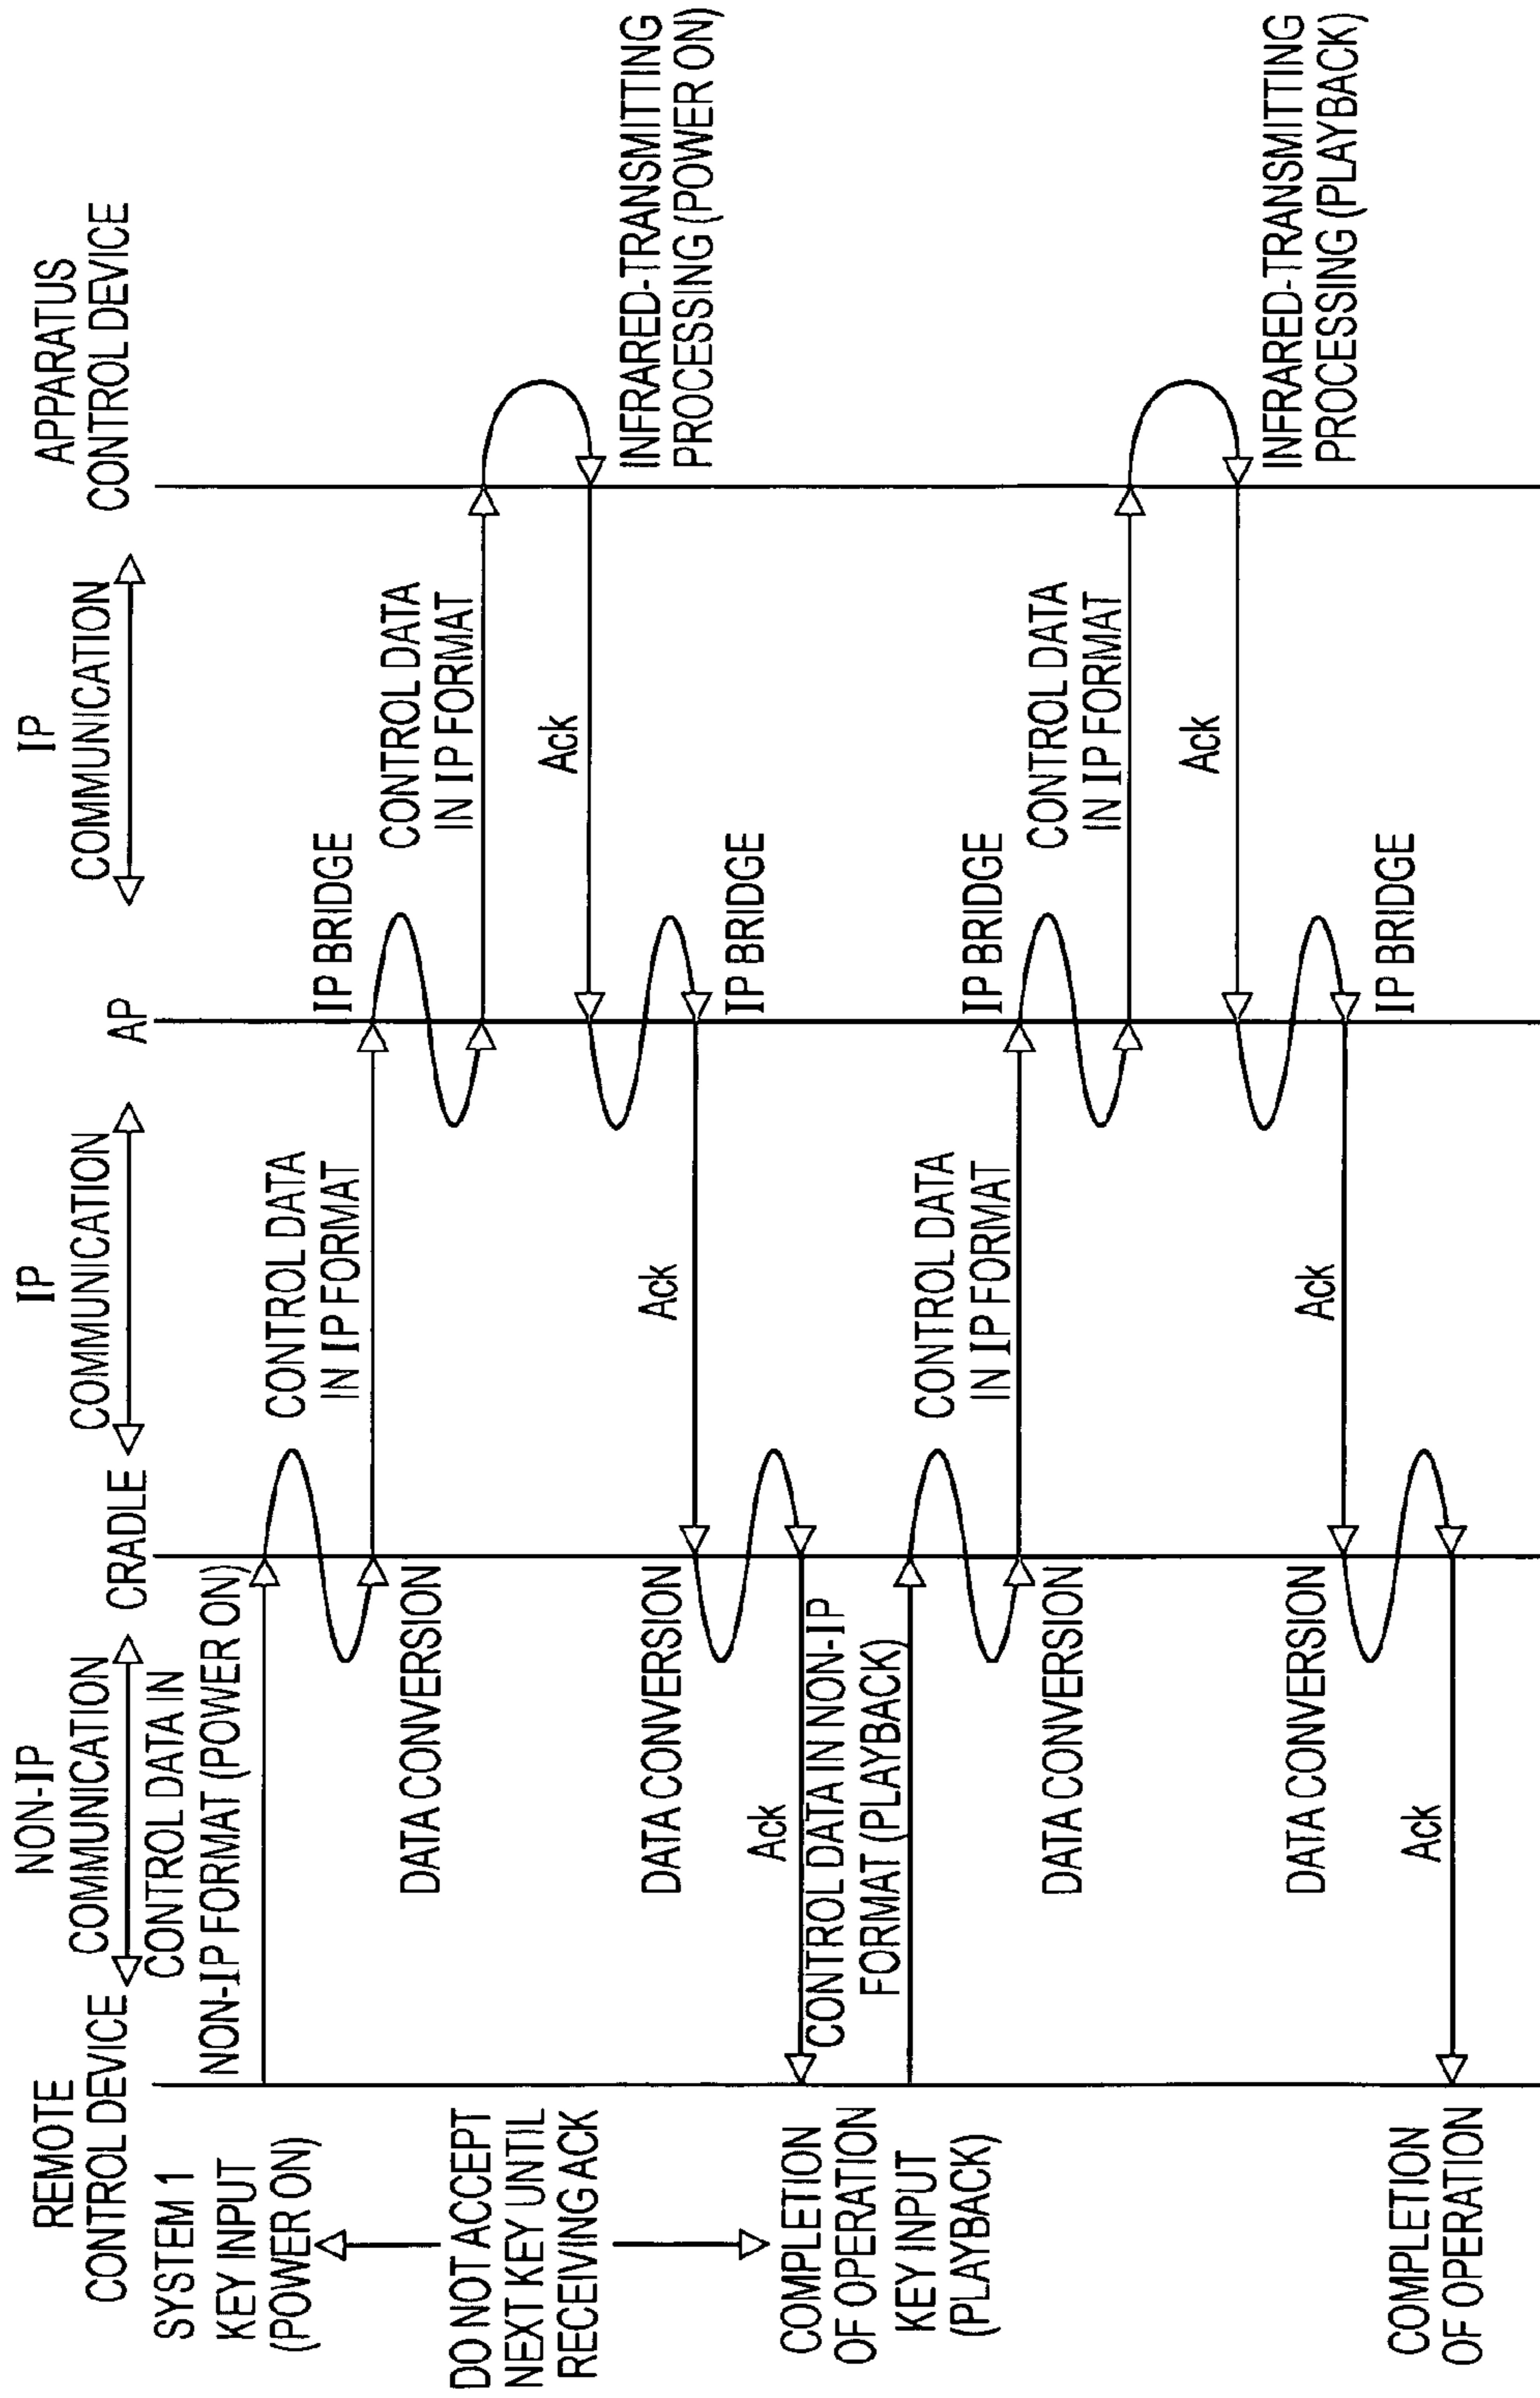 REMOTE
CONTROL DEVICE
NON-IP
COMMUNICATION
CRADLE
IP
COMMUNICATION
AP
IP
COMMUNICATION
APPARATUS
CONTROL DEVICE
SYSTEM 1
KEY INPUT
(POWER ON)
CONTROL DATA IN
NON-IP FORMAT (POWER ON)
CONTROL DATA
IN IP FORMAT
IP BRIDGE
CONTROL DATA
IN IP FORMAT
DATA CONVERSION
DO NOT ACCEPT
NEXT KEY UNTIL
RECEIVING ACK
Ack
INFRARED-TRANSMITTING
PROCESSING (POWER ON)
Ack
IP BRIDGE
DATA CONVERSION
Ack
COMPLETION
OF OPERATION
KEY INPUT
(PLAYBACK)
CONTROL DATA IN NON-IP
FORMAT (PLAYBACK)
CONTROL DATA
IN IP FORMAT
IP BRIDGE
CONTROL DATA
IN IP FORMAT
DATA CONVERSION
Ack
INFRARED-TRANSMITTING
PROCESSING (PLAYBACK)
Ack
IP BRIDGE
DATA CONVERSION
Ack
COMPLETION
OF OPERATION